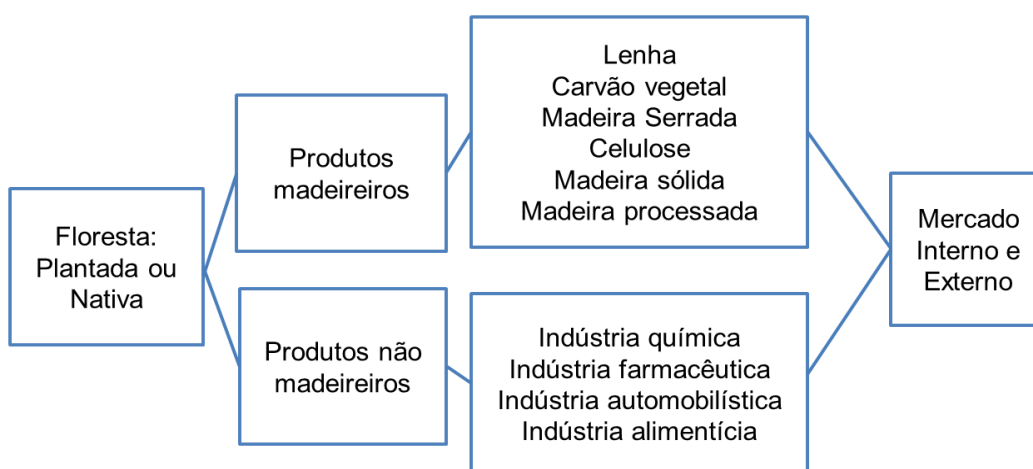 Floresta:
Plantada ou
Nativa
Produtos
madeireiros
Produtos não
madeireiros
Lenha
Carvão vegetal
Madeira Serrada
Celulose
Madeira sólida
Madeira processada
Indústria química
Indústria farmacêutica
Indústria automobilística
Indústria alimentícia
Mercado
Interno e
Externo